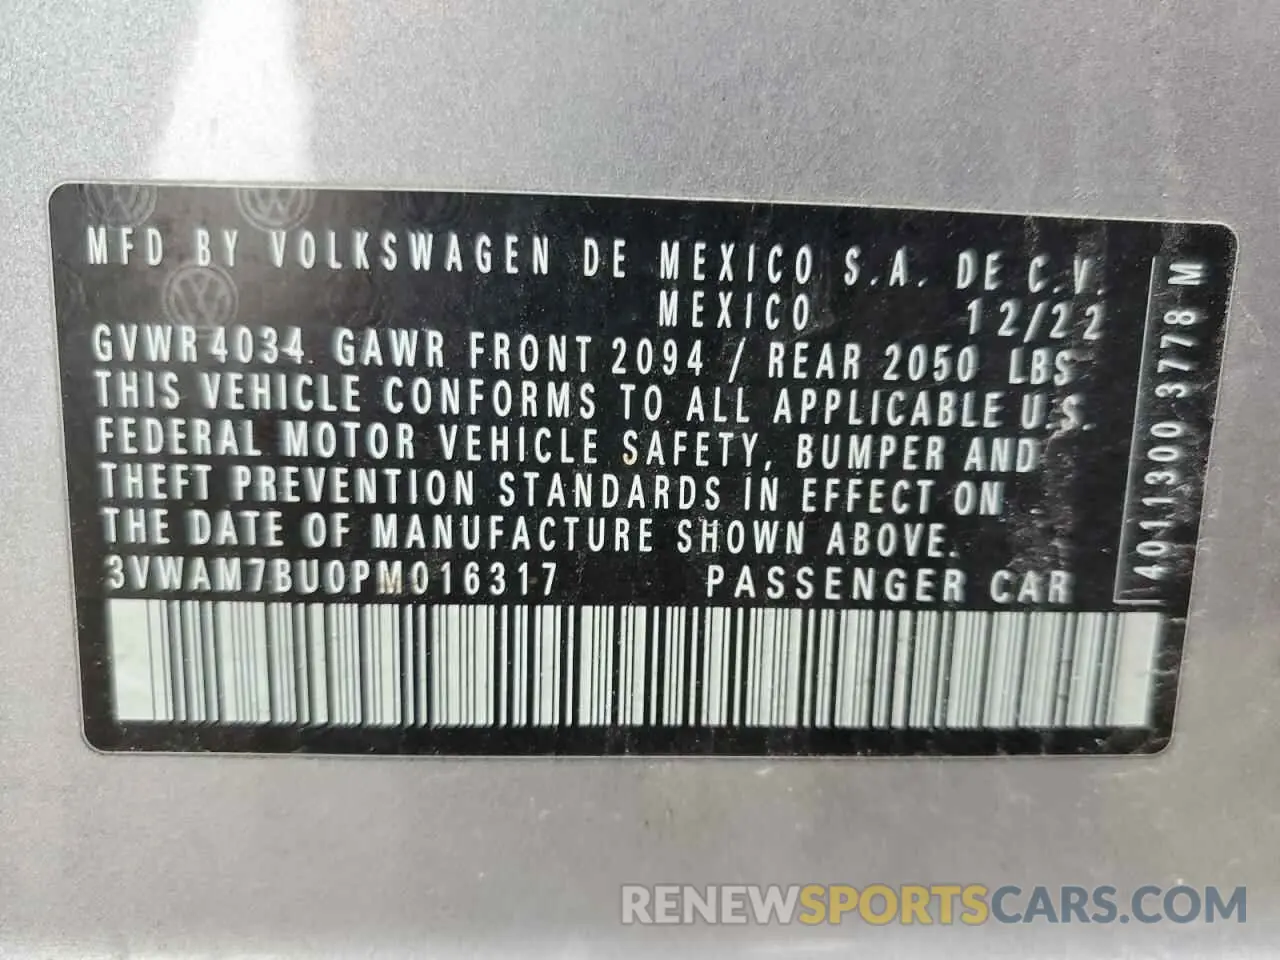 MFD BY VOLKSWAGEN DE MEXICO S.A. DE C.V.
MEXICO 12/22
GVWR 4034 GAWR FRONT 2094 / REAR 2050 LBS
THIS VEHICLE CONFORMS TO ALL APPLICABLE U.S.
FEDERAL MOTOR VEHICLE SAFETY, BUMPER AND
THEFT PREVENTION STANDARDS IN EFFECT ON
THE DATE OF MANUFACTURE SHOWN ABOVE.
3VWAM7BU0PM016317 PASSENGER CAR
4011300 3778 M
RENEWSPORTSCARS.COM